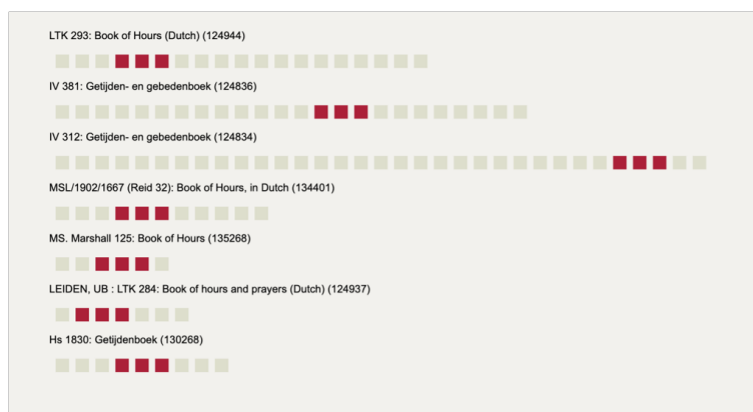 LTK 293: Book of Hours (Dutch) (124944)
IV 381: Getijden- en gebedenboek (124836)
IV 312: Getijden- en gebedenboek (124834)
MSL/1902/1667 (Reid 32): Book of Hours, in Dutch (134401)
MS. Marshall 125: Book of Hours (135268)
LEIDEN, UB : LTK 284: Book of hours and prayers (Dutch) (124937)
Hs 1830: Getijdenboek (130268)